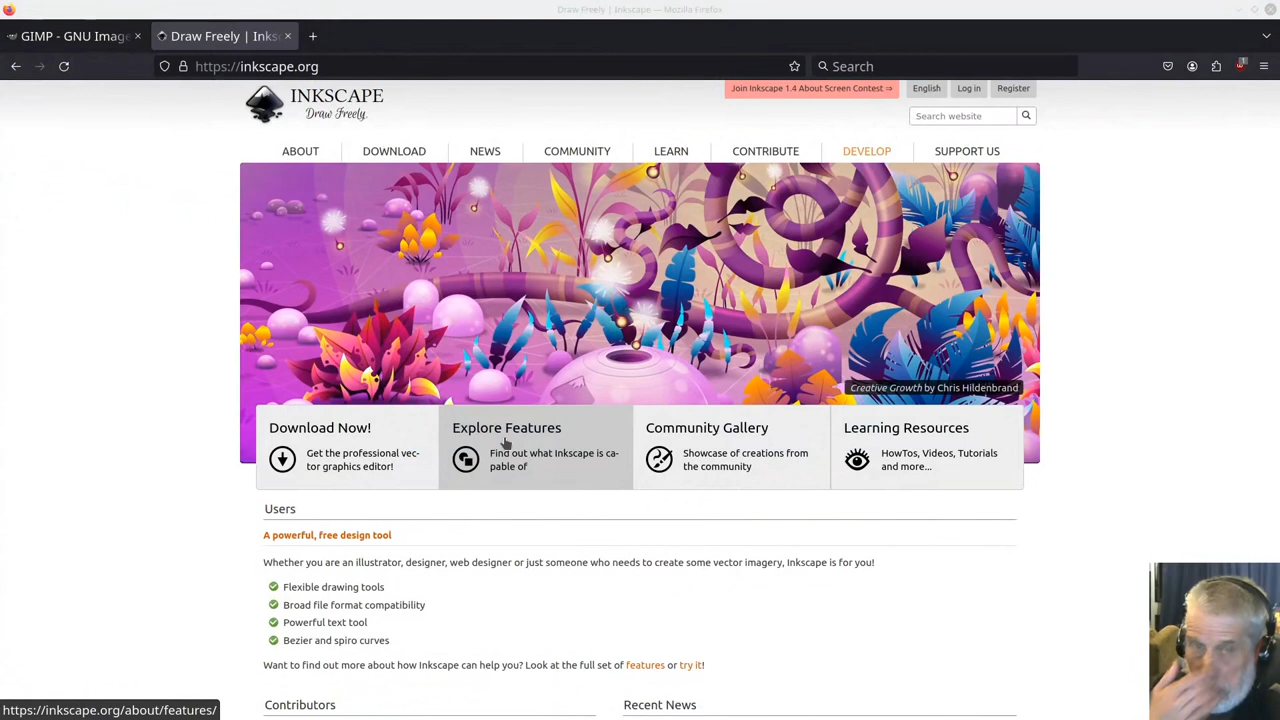 Draw Freely | Inkscape — Mozilla Firefox
GIMP - GNU Imag
Draw Freely | Inks
https://inkscape.org
Search
1
INKSCAPE
Draw Freely.
Join Inkscape 1.4 About Screen Contest ⇒
English
Log in
Register
Search website
ABOUT
DOWNLOAD
NEWS
COMMUNITY
LEARN
CONTRIBUTE
DEVELOP
SUPPORT US
Creative Growth by Chris Hildenbrand
Download Now!
Get the professional vec-
tor graphics editor!
Explore Features
Find out what Inkscape is ca-
pable of
Community Gallery
Showcase of creations from
the community
Learning Resources
HowTos, Videos, Tutorials
and more...
Users
A powerful, free design tool
Whether you are an illustrator, designer, web designer or just someone who needs to create some vector imagery, Inkscape is for you!
Flexible drawing tools
Broad file format compatibility
Powerful text tool
Bezier and spiro curves
Want to find out more about how Inkscape can help you? Look at the full set of features or try it!
Contributors
Recent News
https://inkscape.org/about/features/